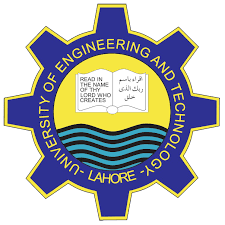 UNIVERSITY OF ENGINEERING AND TECHNOLOGY
READ IN
THE NAME
OF THY
LORD WHO
CREATES
اقراء باسم
ربك الذى
خلق
-LAHORE-